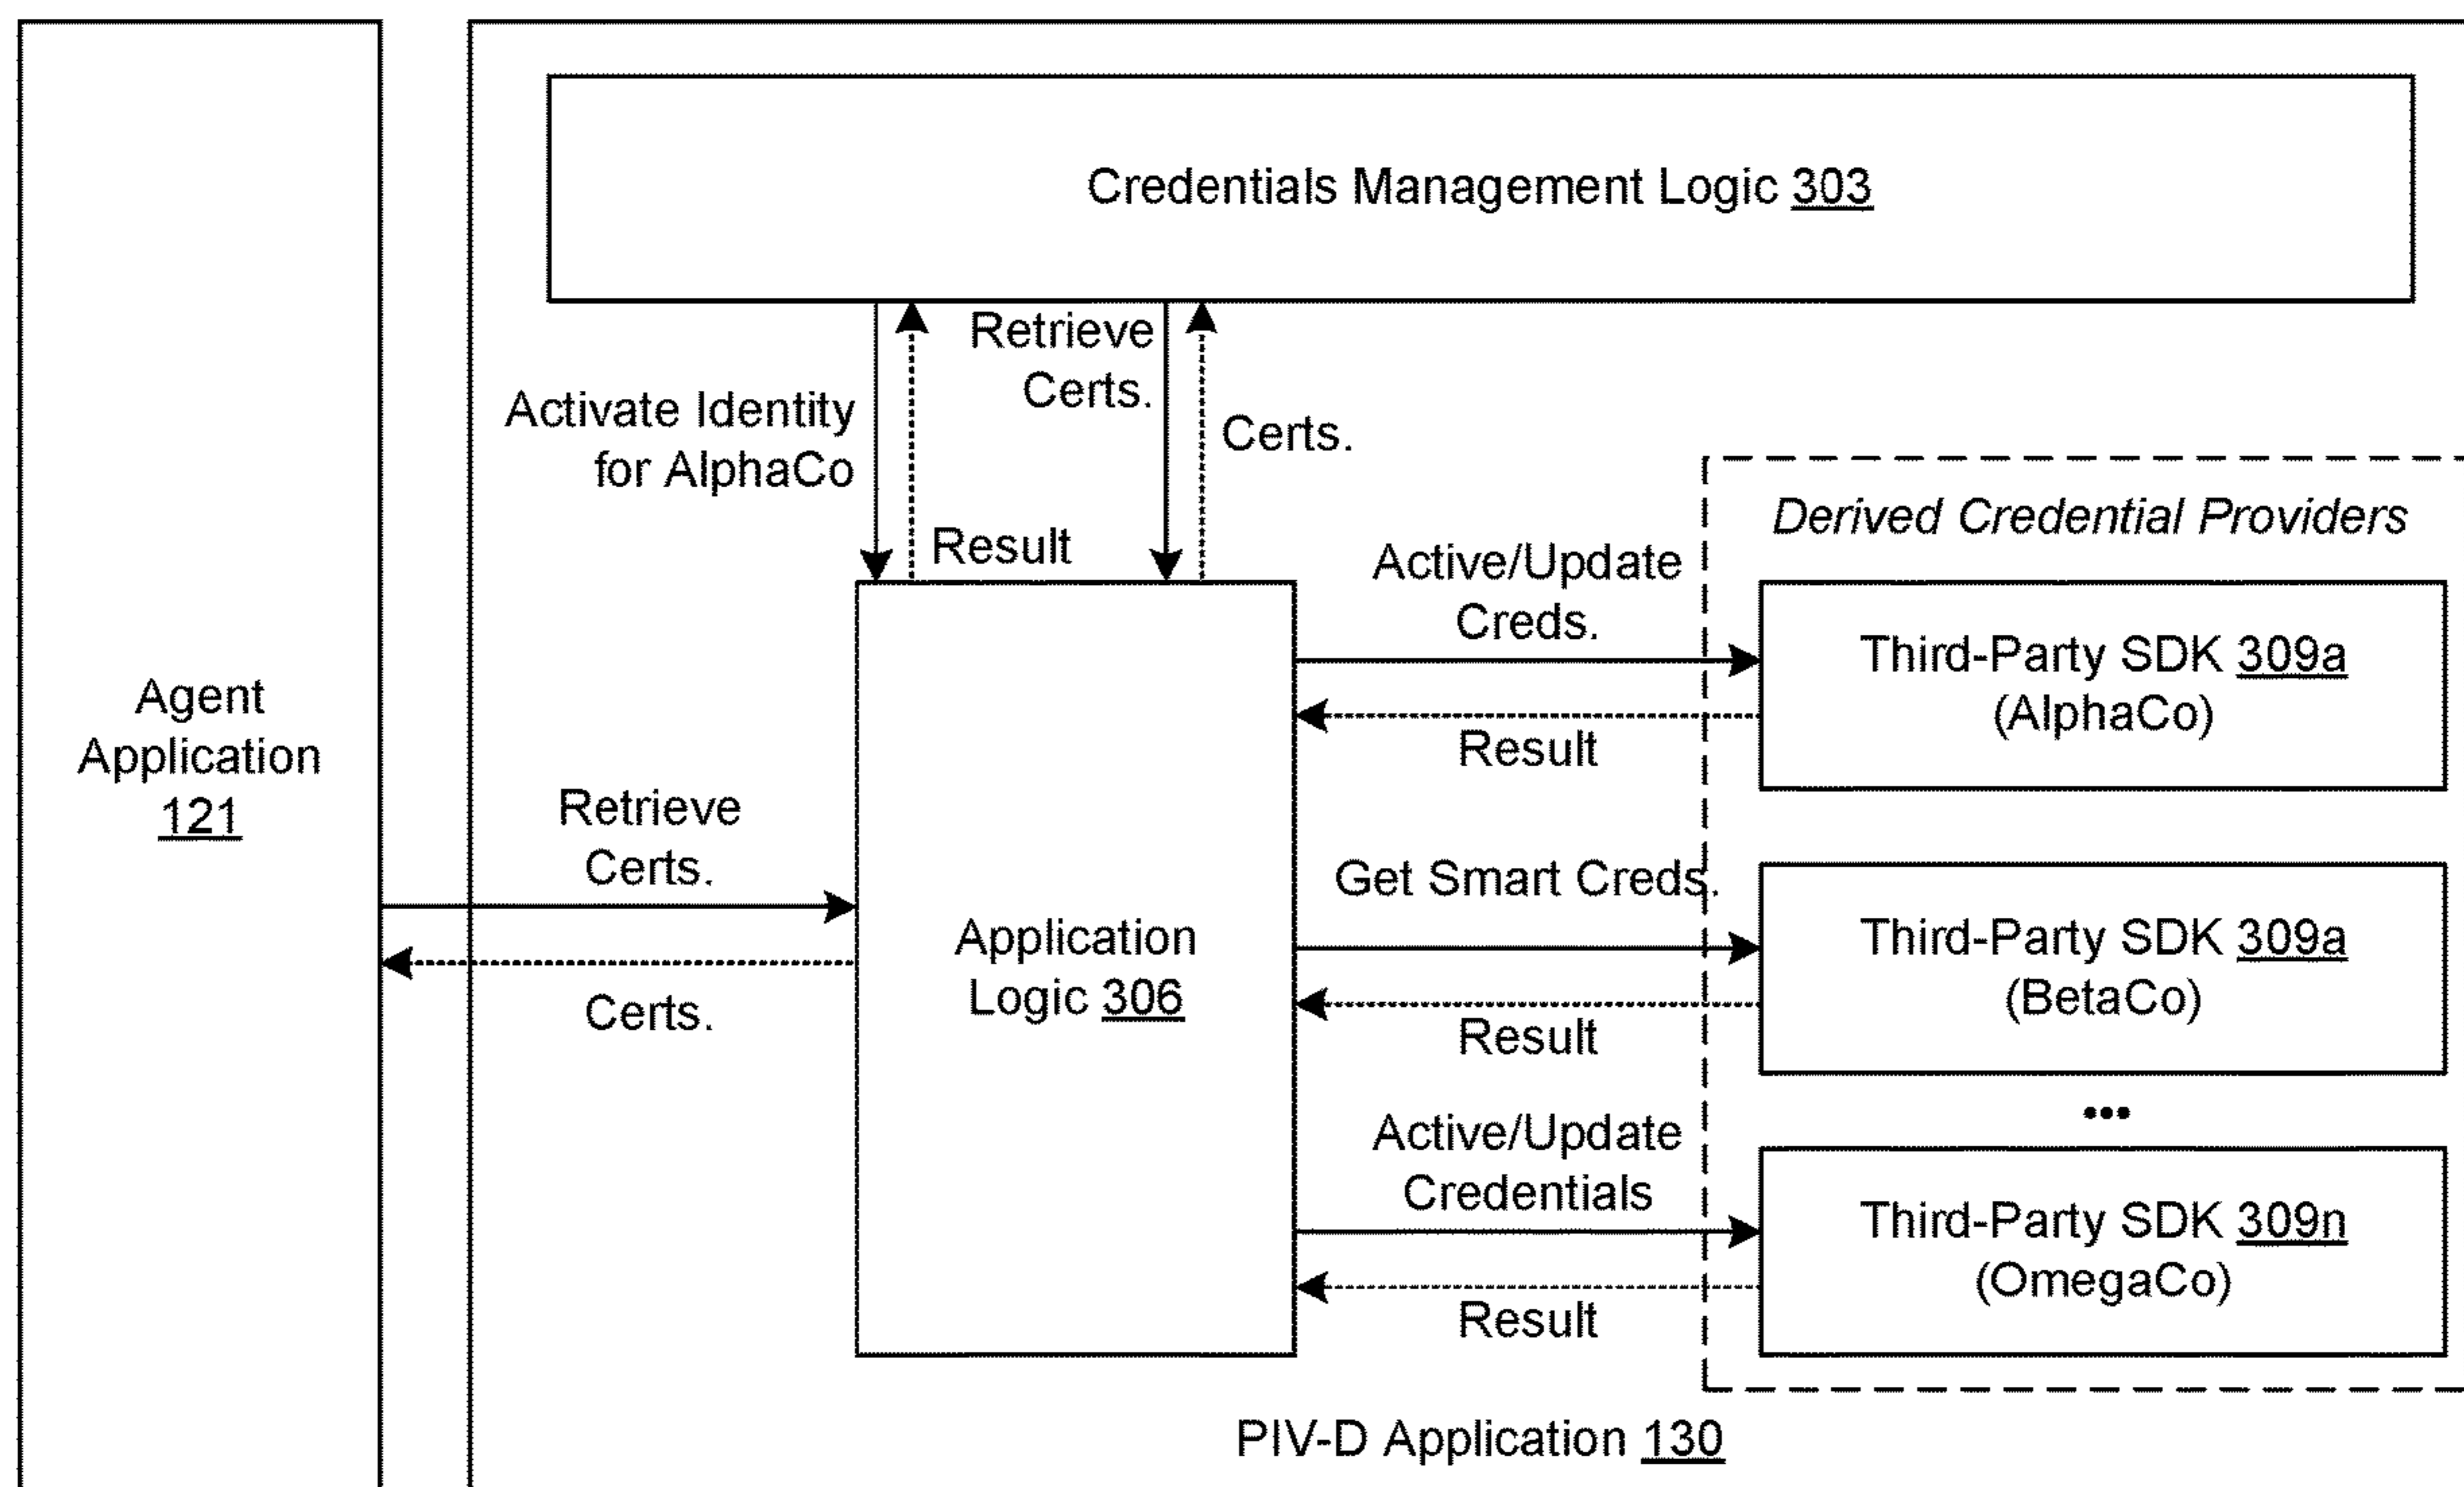 Credentials Management Logic 303
Retrieve
Certs.
Activate Identity
for AlphaCo
Certs.
Result
Derived Credential Providers
Active/Update
Creds.
Third-Party SDK 309a
(AlphaCo)
Result
Agent
Application
121
Retrieve
Certs.
Certs.
Application
Logic 306
Get Smart Creds.
Third-Party SDK 309a
(BetaCo)
Result
...
Active/Update
Credentials
Third-Party SDK 309n
(OmegaCo)
Result
PIV-D Application 130